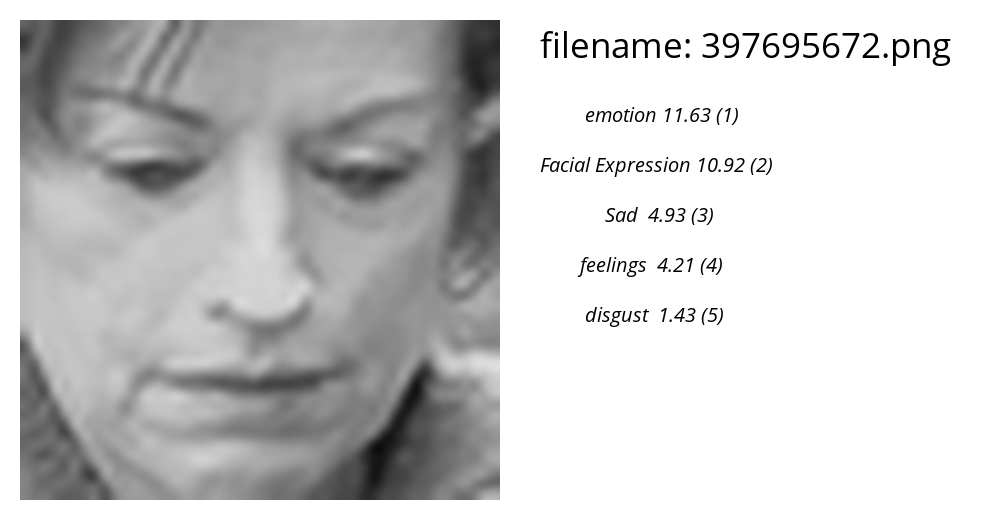 filename: 397695672.png
emotion 11.63 (1)
Facial Expression 10.92 (2)
Sad 4.93 (3)
feelings 4.21 (4)
disgust 1.43 (5)